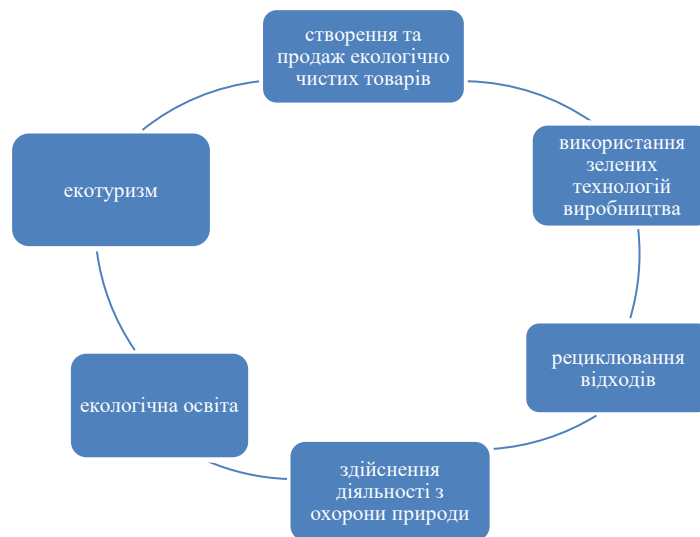 створення та
продаж екологічно
чистих товарів
використання
зелених
технологій
виробництва
рециклювання
відходів
здійснення
діяльності з
охорони природи
екологічна освіта
екотуризм